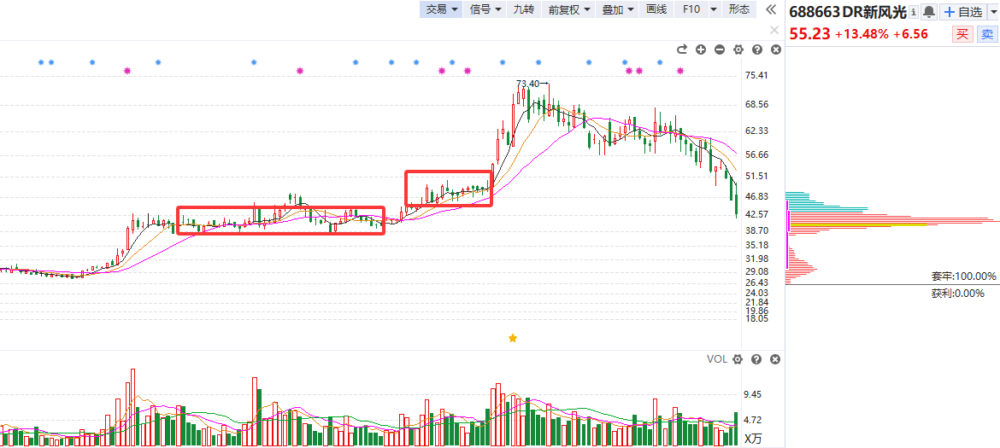 交易 信号 九转 前复权 叠加 画线 F10 形态
688663 DR新风光 自选
55.23 +13.48% +6.56 买 卖
73.40
75.41
68.56
62.33
56.66
51.51
46.83
42.57
38.70
35.18
31.98
29.08
26.43
24.03
21.84
19.86
18.05
套牢:100.00%
获利:0.00%
VOL
9.45
4.72
X万